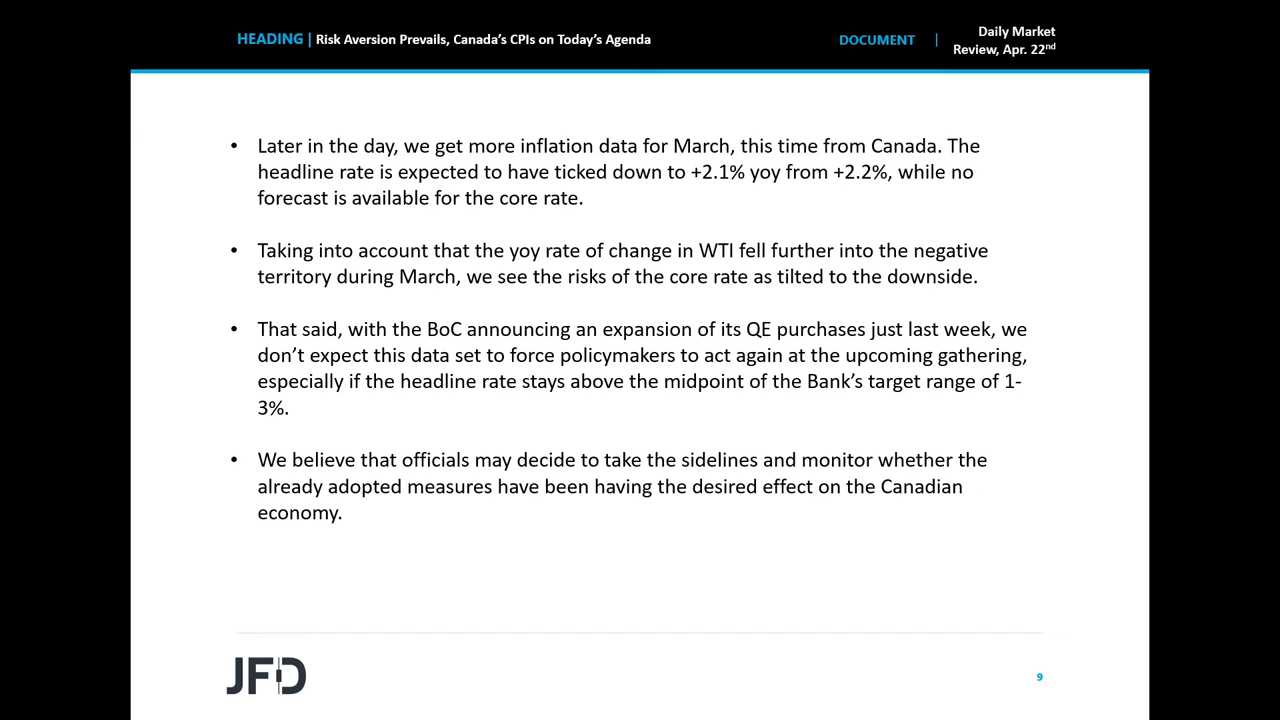 HEADING | Risk Aversion Prevails, Canada’s CPIs on Today’s Agenda
DOCUMENT |
Daily Market
Review, Apr. 22nd
• Later in the day, we get more inflation data for March, this time from Canada. The
headline rate is expected to have ticked down to +2.1% yoy from +2.2%, while no
forecast is available for the core rate.
• Taking into account that the yoy rate of change in WTI fell further into the negative
territory during March, we see the risks of the core rate as tilted to the downside.
• That said, with the BoC announcing an expansion of its QE purchases just last week, we
don’t expect this data set to force policymakers to act again at the upcoming gathering,
especially if the headline rate stays above the midpoint of the Bank’s target range of 1-
3%.
• We believe that officials may decide to take the sidelines and monitor whether the
already adopted measures have been having the desired effect on the Canadian
economy.
JFD
9